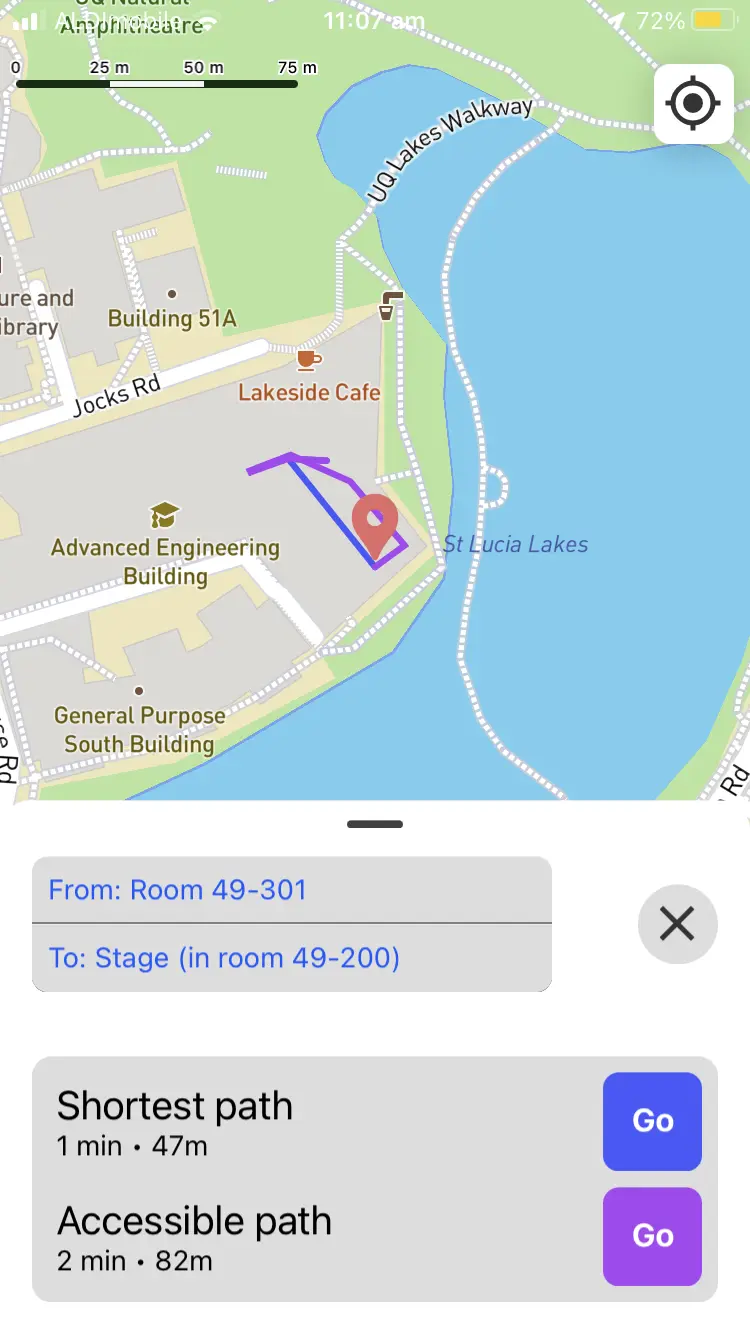 UQ Natural
Amphitheatre
11:07 am
72%
0 25 m 50 m 75 m
UQ Lakes Walkway
ure and
ibrary
Building 51A
Jocks Rd
Lakeside Cafe
Advanced Engineering
Building
St Lucia Lakes
General Purpose
South Building
Rd
Rd
From: Room 49-301
To: Stage (in room 49-200)
Shortest path
1 min • 47m
Go
Accessible path
2 min • 82m
Go